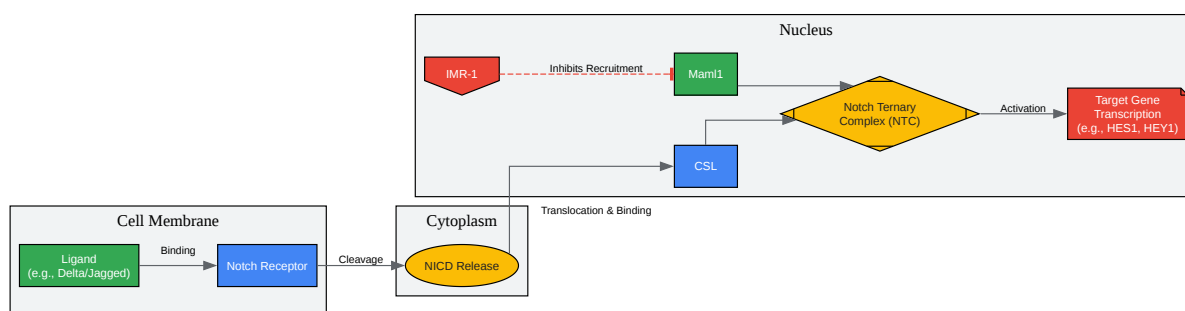 Nucleus
IMR-1
Inhibits Recruitment
Maml1
Notch Ternary
Complex (NTC)
Activation
Target Gene
Transcription
(e.g., HES1, HEY1)
CSL
Translocation & Binding
Cell Membrane
Ligand
(e.g., Delta/Jagged)
Binding
Notch Receptor
Cleavage
Cytoplasm
NICD Release